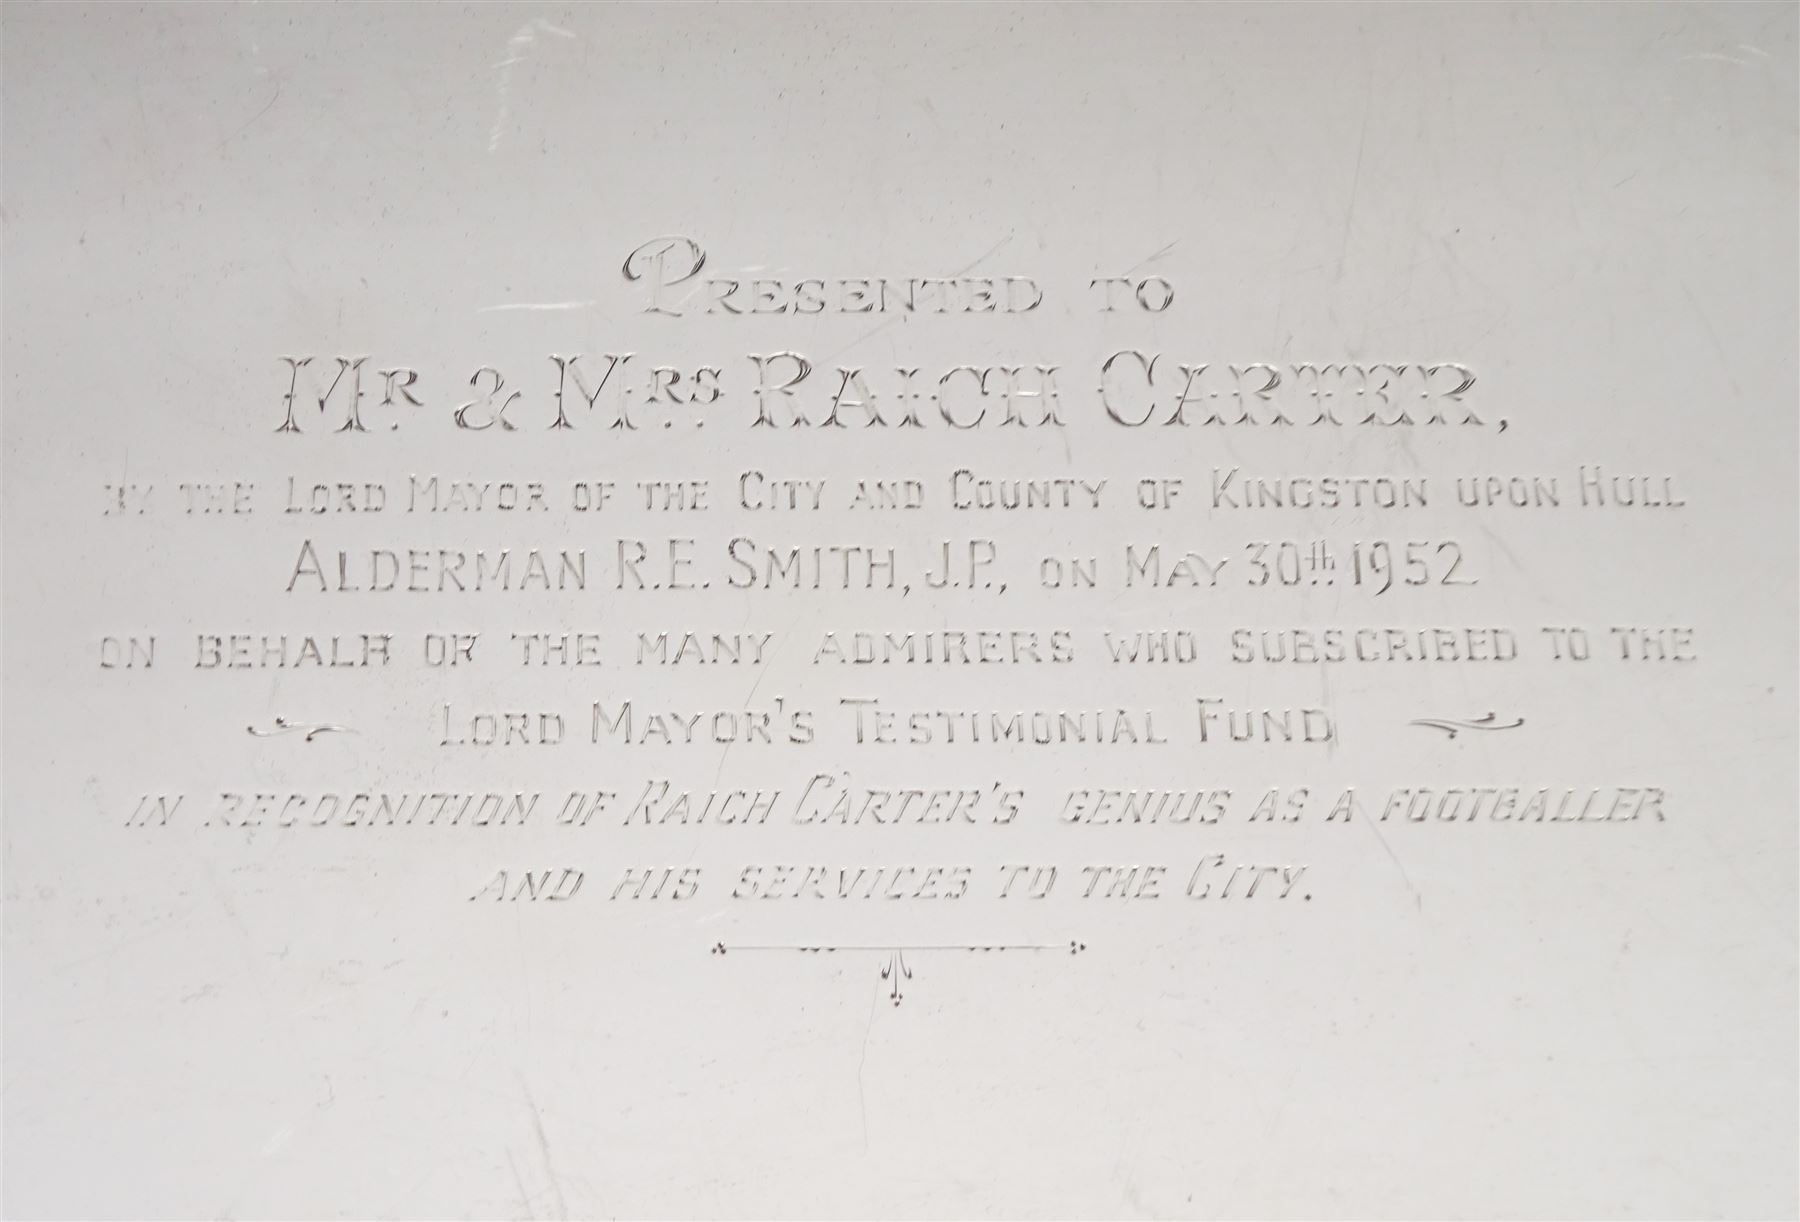 Presented to
Mr. & Mrs. Raich Carter,
by the Lord Mayor of the City and County of Kingston upon Hull
Alderman R.E. Smith, J.P., on May 30th. 1952
on behalf of the many admirers who subscribed to the
Lord Mayor's Testimonial Fund
in recognition of Raich Carter's genius as a footballer
and his services to the City.